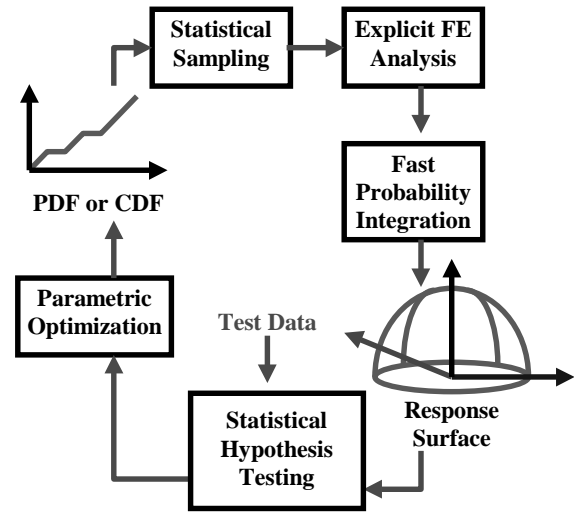 Statistical
Sampling
Explicit FE
Analysis
Fast
Probability
Integration
PDF or CDF
Parametric
Optimization
Test Data
Response
Surface
Statistical
Hypothesis
Testing